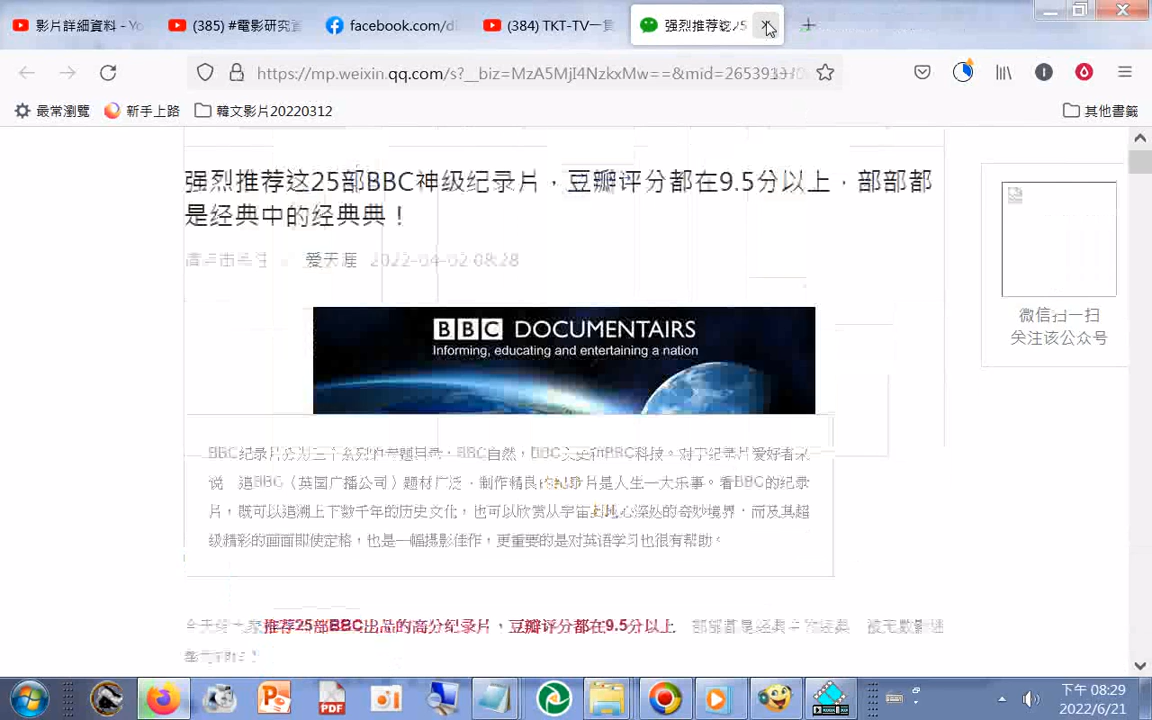 影片詳細資料 - Yo
(385) #電影研究
facebook.com/di
(384) TKT-TV一
强烈推荐这25
https://mp.weixin.qq.com/s?__biz=MzA5MjI4NzkxMw==&mid=265393
最常瀏覽
新手上路
韓文影片20220312
其他書籤
强烈推荐这25部BBC神级纪录片，豆瓣评分都在9.5分以上，部部都
是经典中的经典典！
爱天涯 2022-04-02 08:28
BBC DOCUMENTAIRS
Informing, educating and entertaining a nation
微信扫一扫
关注该公众号
BBC纪录片分为三个系列的专题目录，BBC自然，BBC人文和BBC科技。对于纪录片爱好者来
说 追BBC（英国广播公司）题材广泛，制作精良的纪录片是人生一大乐事。看BBC的纪录
片，既可以追溯上下数千年的历史文化，也可以欣赏从宇宙到地心深处的奇妙境界，而及其超
级精彩的画面即使定格，也是一幅摄影佳作，更重要的是对英语学习也很有帮助。
推荐25部BBC出品的高分纪录片，豆瓣评分都在9.5分以上
下午 08:29
2022/6/21